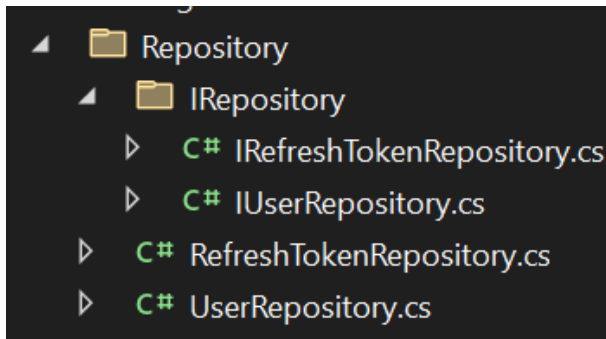 Repository
IRepository
C# IRefreshTokenRepository.cs
C# IUserRepository.cs
C# RefreshTokenRepository.cs
C# UserRepository.cs